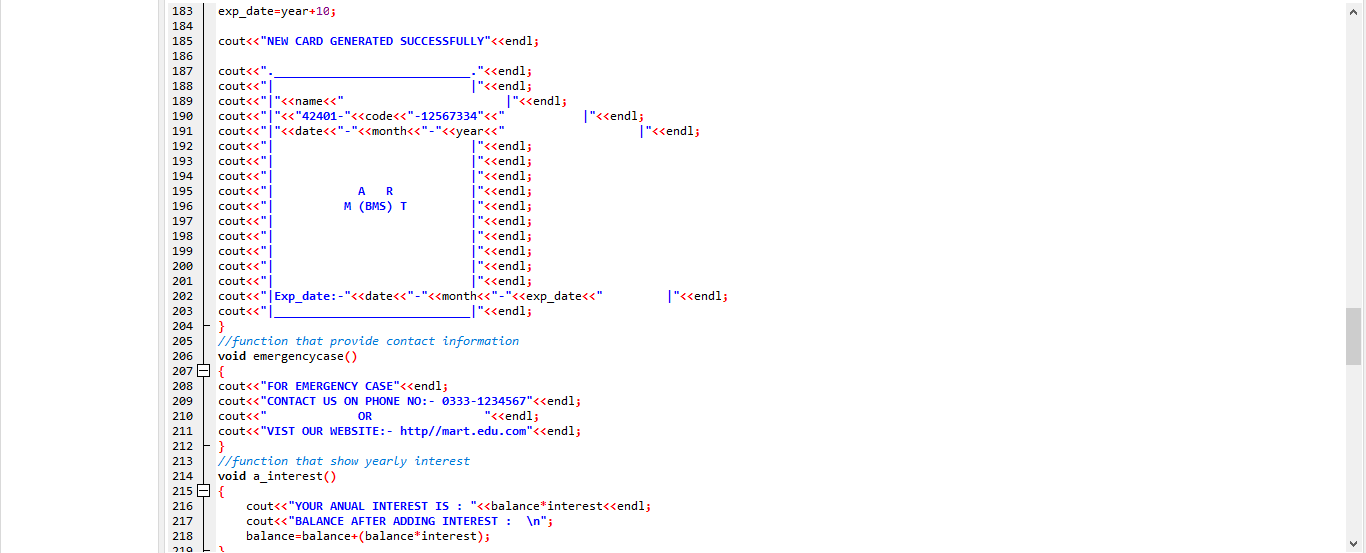 183 exp_date=year+10;
184
185 cout<<"NEW CARD GENERATED SUCCESSFULLY"<<endl;
186
187 cout<<".____________________________."<<endl;
188 cout<<"|                            |"<<endl;
189 cout<<"|"<<name<<"                       |"<<endl;
190 cout<<"|"<<"42401-"<<code<<"-12567334"<<"           |"<<endl;
191 cout<<"|"<<date<<"-"<<month<<"-"<<year<<"                   |"<<endl;
192 cout<<"|                            |"<<endl;
193 cout<<"|                            |"<<endl;
194 cout<<"|                            |"<<endl;
195 cout<<"|            A   R           |"<<endl;
196 cout<<"|          M (BMS) T         |"<<endl;
197 cout<<"|                            |"<<endl;
198 cout<<"|                            |"<<endl;
199 cout<<"|                            |"<<endl;
200 cout<<"|                            |"<<endl;
201 cout<<"|                            |"<<endl;
202 cout<<"|Exp_date:-"<<date<<"-"<<month<<"-"<<exp_date<<"         |"<<endl;
203 cout<<"|____________________________|"<<endl;
204 }
205 //function that provide contact information
206 void emergencycase()
207 {
208 cout<<"FOR EMERGENCY CASE"<<endl;
209 cout<<"CONTACT US ON PHONE NO:- 0333-1234567"<<endl;
210 cout<<"             OR                "<<endl;
211 cout<<"VIST OUR WEBSITE:- http//mart.edu.com"<<endl;
212 }
213 //function that show yearly interest
214 void a_interest()
215 {
216     cout<<"YOUR ANUAL INTEREST IS : "<<balance*interest<<endl;
217     cout<<"BALANCE AFTER ADDING INTEREST :  \n";
218     balance=balance+(balance*interest);
219 }